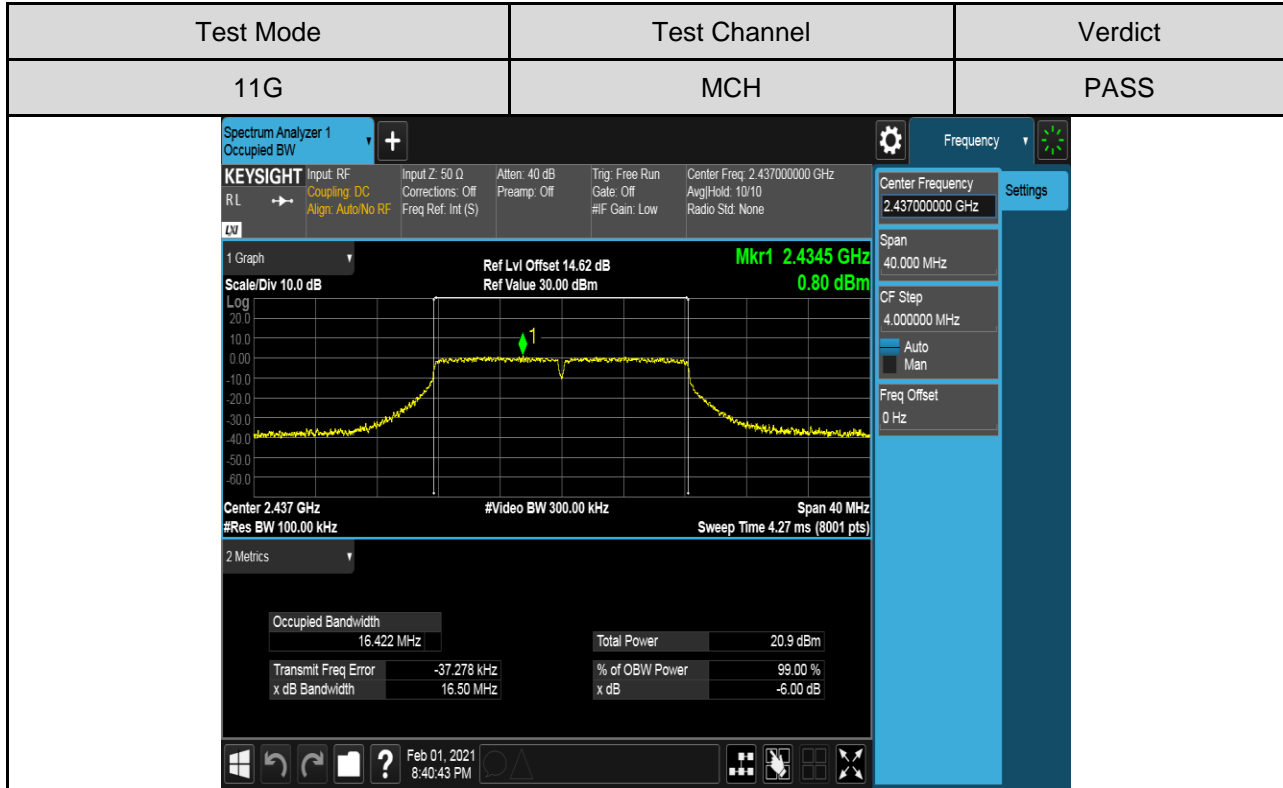 Test Mode Test Channel Verdict
11G MCH PASS
Spectrum Analyzer 1
Occupied BW
+
Frequency
KEYSIGHT
RL
LXI
Input: RF
Coupling: DC
Align: Auto/No RF
Input Z: 50 Ω
Corrections: Off
Freq Ref: Int (S)
Atten: 40 dB
Preamp: Off
Trig: Free Run
Gate: Off
#IF Gain: Low
Center Freq: 2.437000000 GHz
Avg|Hold: 10/10
Radio Std: None
Center Frequency
2.437000000 GHz
Settings
Span
40.000 MHz
CF Step
4.000000 MHz
Auto
Man
Freq Offset
0 Hz
1 Graph
Scale/Div 10.0 dB
Ref Lvl Offset 14.62 dB
Ref Value 30.00 dBm
Mkr1 2.4345 GHz
0.80 dBm
Log
20.0
10.0
0.00
-10.0
-20.0
-30.0
-40.0
-50.0
-60.0
1
Center 2.437 GHz #Video BW 300.00 kHz Span 40 MHz
#Res BW 100.00 kHz Sweep Time 4.27 ms (8001 pts)
2 Metrics
Occupied Bandwidth
16.422 MHz Total Power 20.9 dBm
Transmit Freq Error -37.278 kHz % of OBW Power 99.00 %
x dB Bandwidth 16.50 MHz x dB -6.00 dB
?
Feb 01, 2021
8:40:43 PM